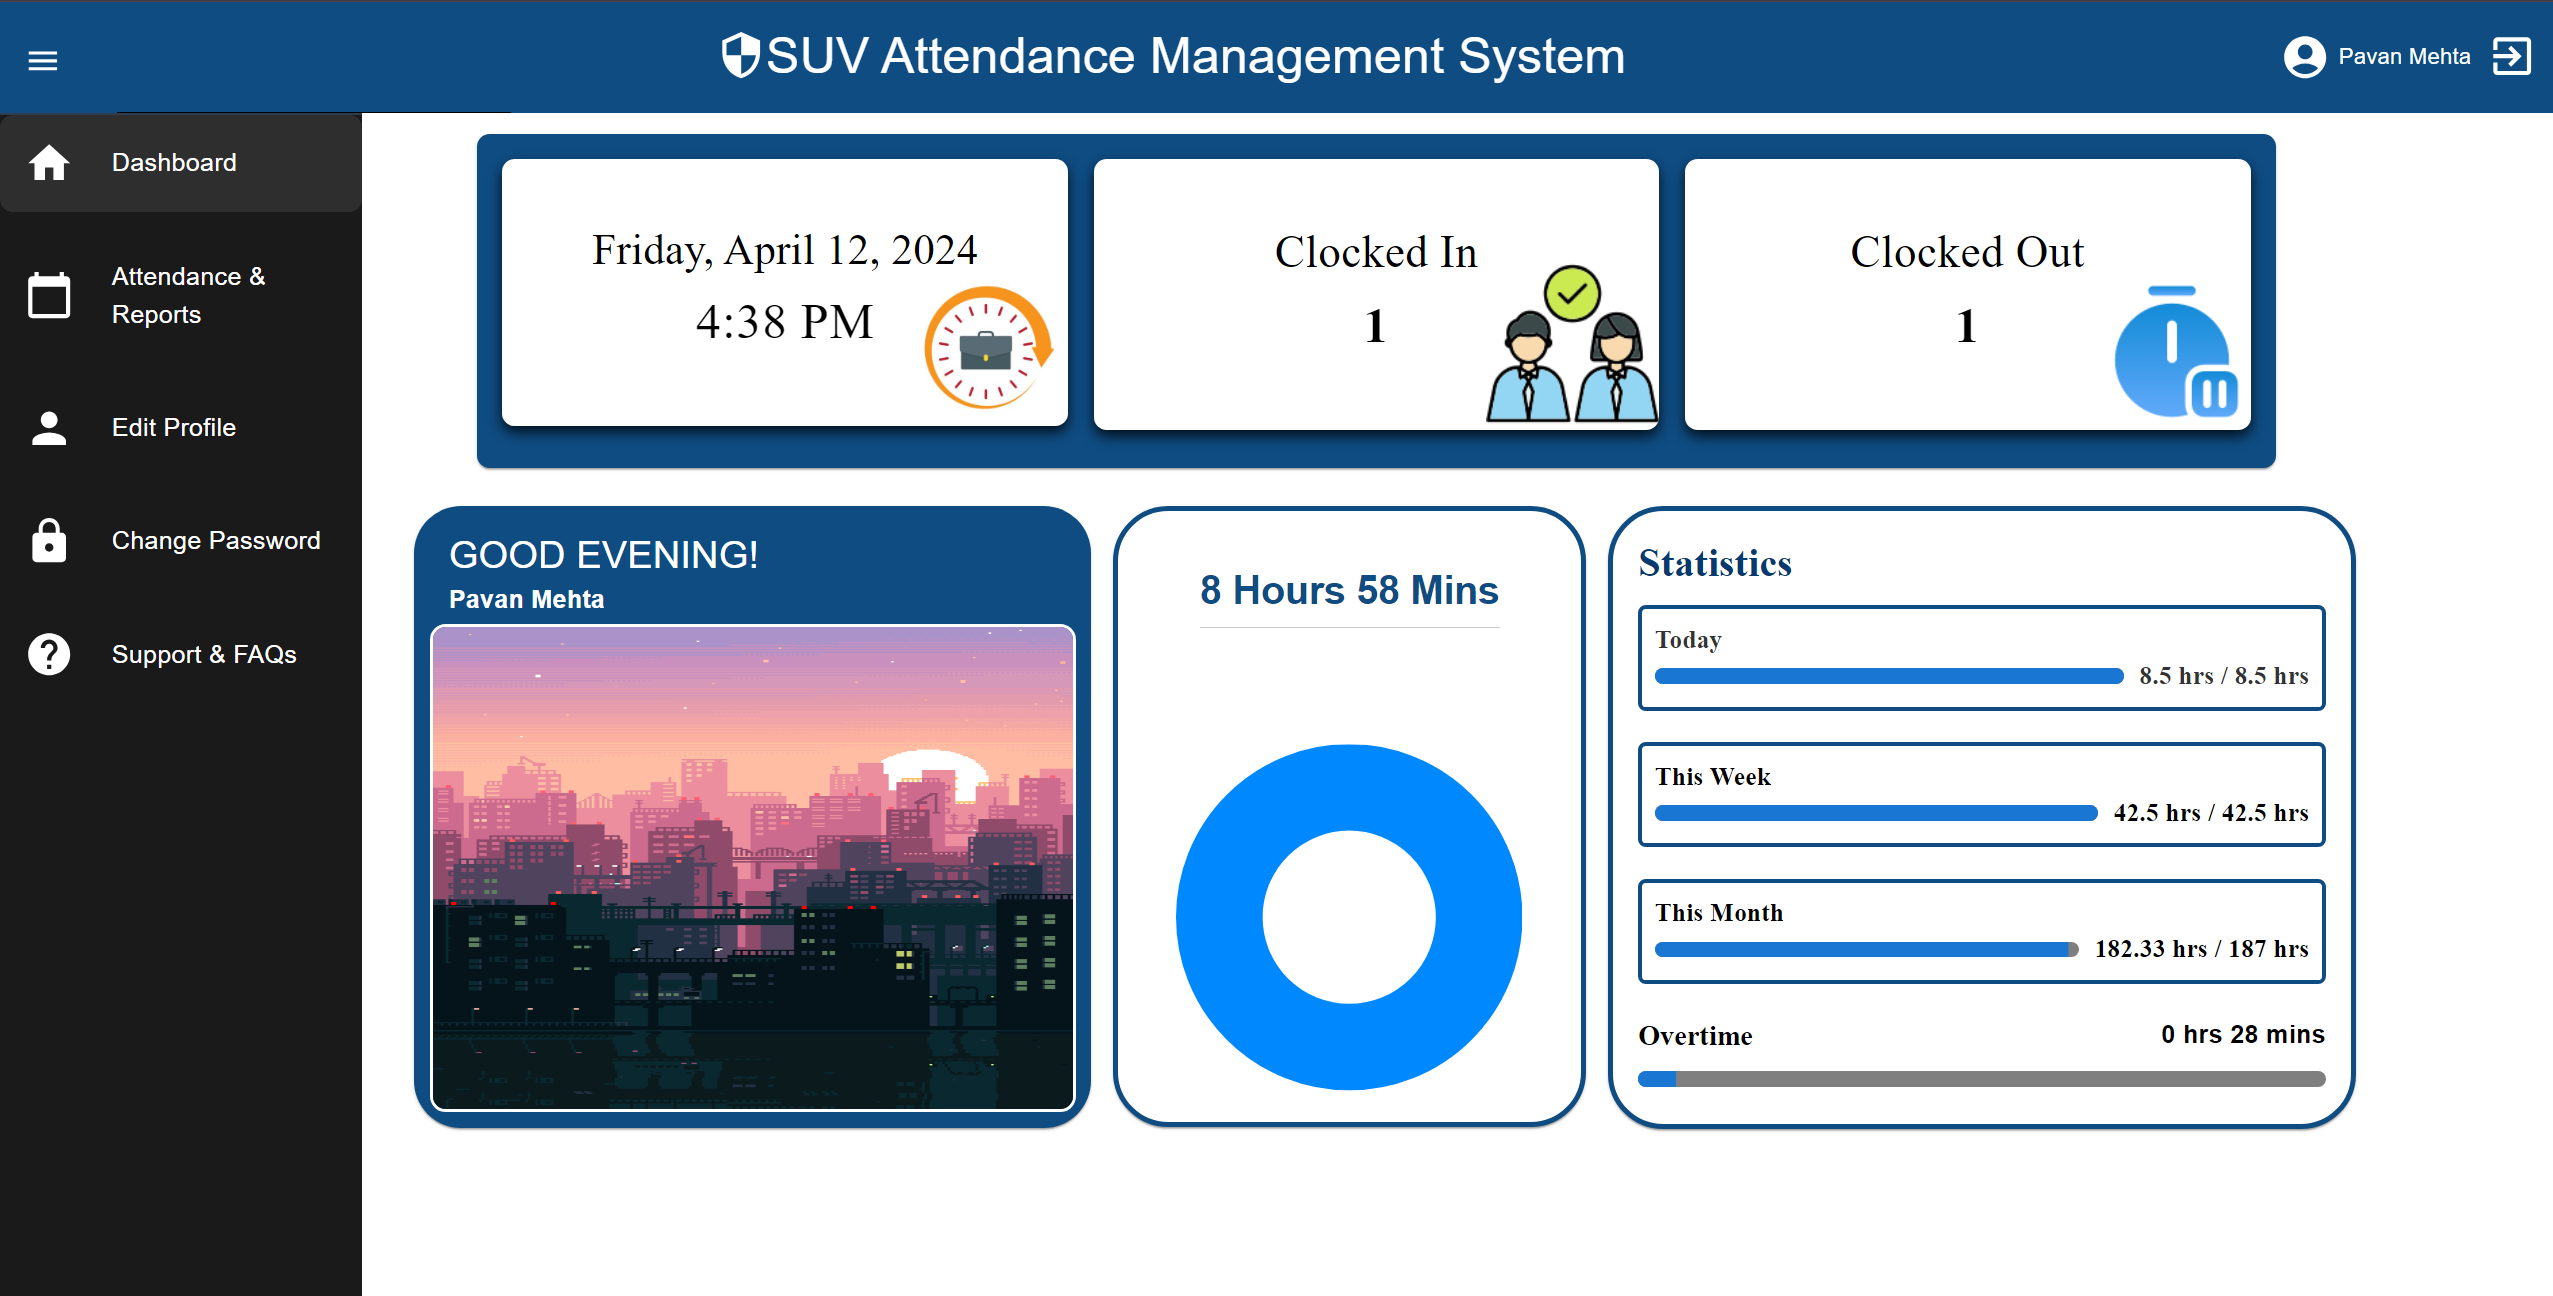 SUV Attendance Management System
Pavan Mehta
Dashboard
Attendance &
Reports
Edit Profile
Change Password
Support & FAQs
Friday, April 12, 2024
4:38 PM
Clocked In
1
Clocked Out
1
GOOD EVENING!
Pavan Mehta
8 Hours 58 Mins
Statistics
Today
8.5 hrs / 8.5 hrs
This Week
42.5 hrs / 42.5 hrs
This Month
182.33 hrs / 187 hrs
Overtime
0 hrs 28 mins